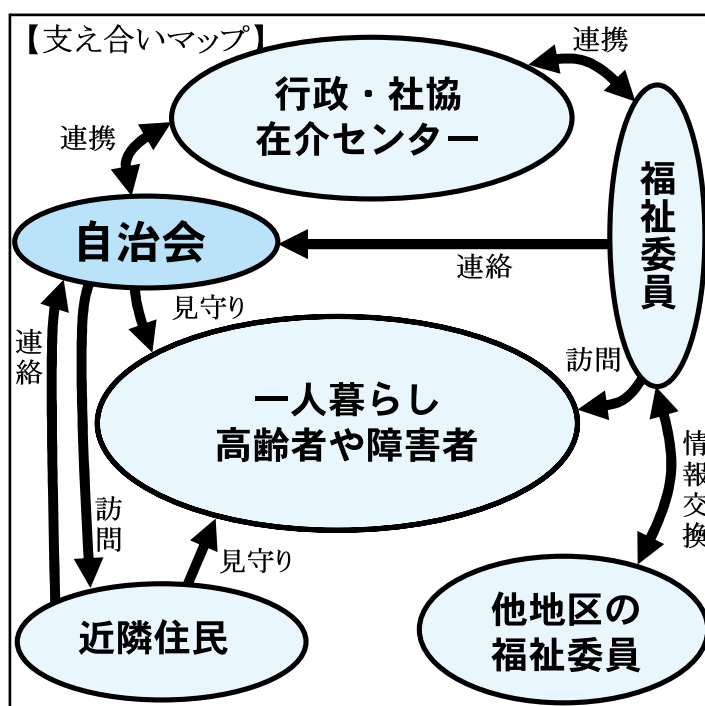 【支え合いマップ】
連携
行政・社協
在介センター
連携
福祉委員
自治会
連絡
見守り
連絡
訪問
一人暮らし
高齢者や障害者
情報交換
訪問
見守り
近隣住民
他地区の
福祉委員